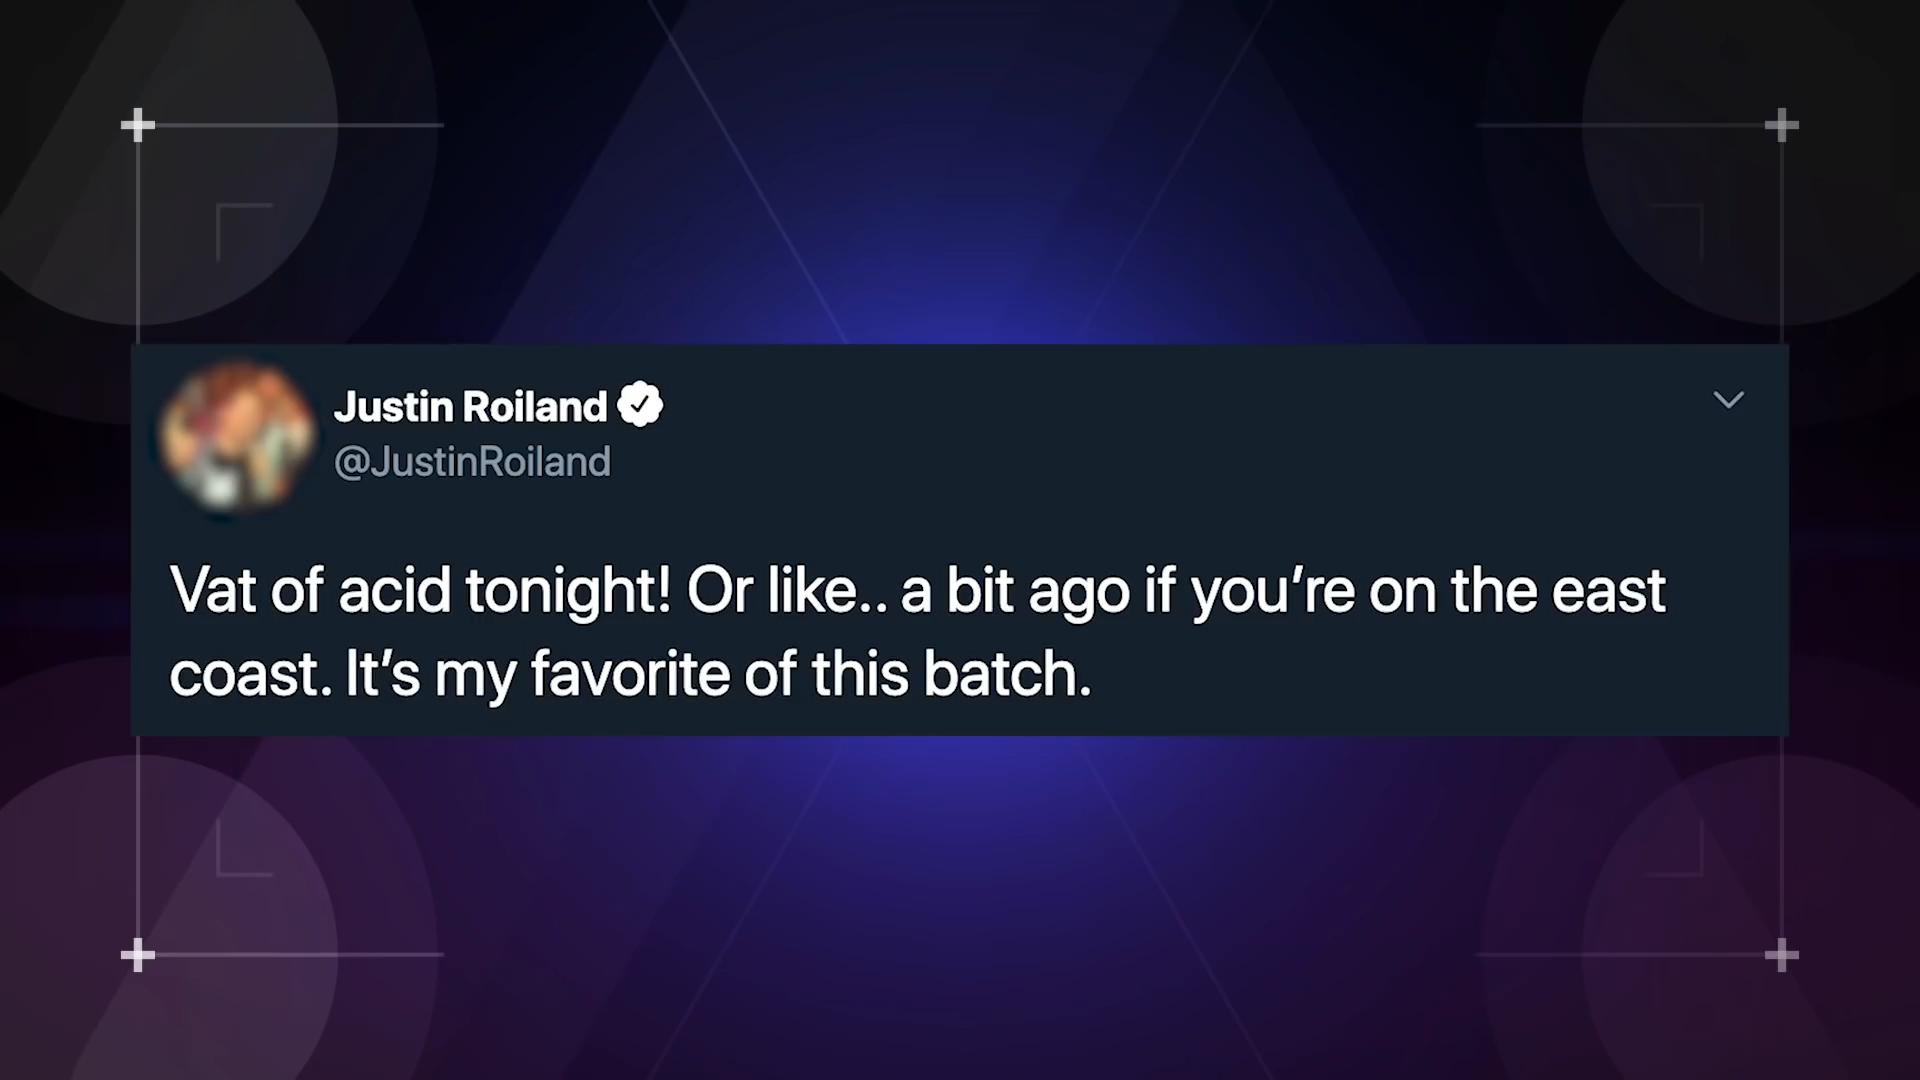 Justin Roiland
@JustinRoiland
Vat of acid tonight! Or like.. a bit ago if you’re on the east
coast. It’s my favorite of this batch.